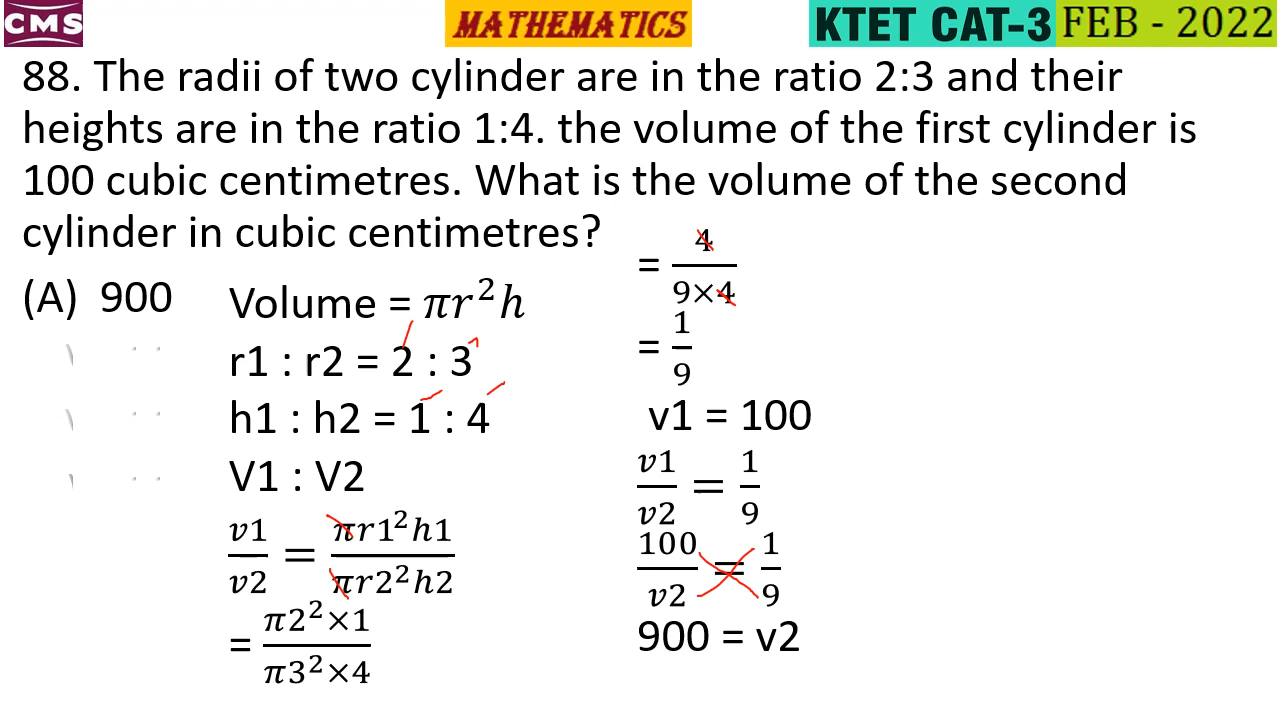 CMS
MATHEMATICS
KTET CAT-3 FEB - 2022
88. The radii of two cylinder are in the ratio 2:3 and their
heights are in the ratio 1:4. the volume of the first cylinder is
100 cubic centimetres. What is the volume of the second
cylinder in cubic centimetres?
(A) 900
Volume = πr²h
r1 : r2 = 2 : 3
h1 : h2 = 1 : 4
V1 : V2
v1/v2 = πr1²h1/πr2²h2
= π2²×1/π3²×4
= 4/9×4
= 1/9
v1 = 100
v1/v2 = 1/9
100/v2 = 1/9
900 = v2